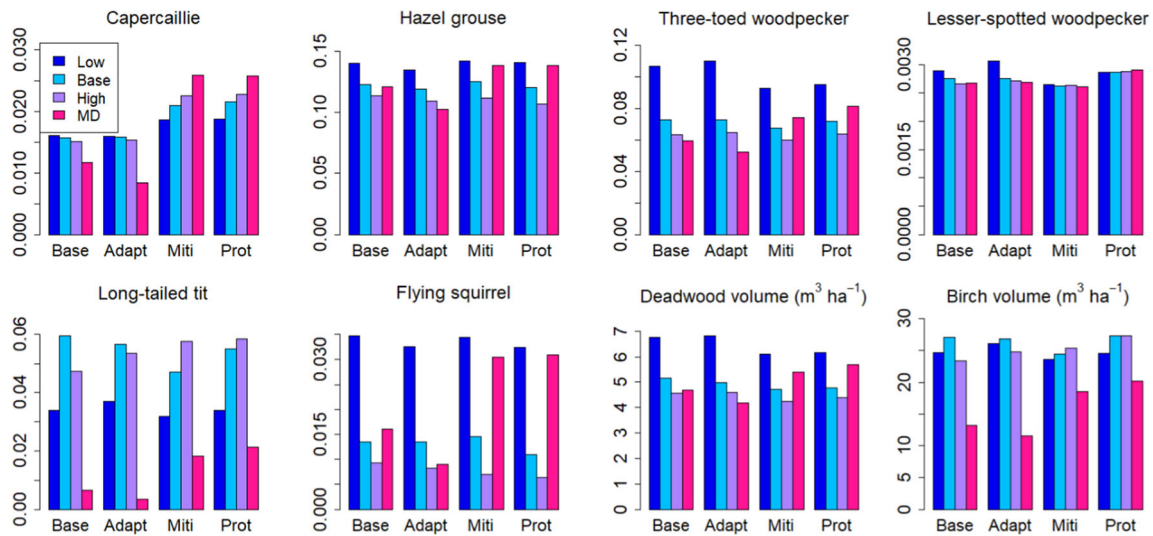 Capercaillie
Hazel grouse
Three-toed woodpecker
Lesser-spotted woodpecker
0.030
0.020
0.010
0.000
Low
Base
High
MD
Base Adapt Miti Prot
0.15
0.10
0.05
0.00
Base Adapt Miti Prot
0.12
0.08
0.04
0.00
Base Adapt Miti Prot
0.0030
0.0015
0.0000
Base Adapt Miti Prot
Long-tailed tit
Flying squirrel
Deadwood volume (m³ ha⁻¹)
Birch volume (m³ ha⁻¹)
0.06
0.04
0.02
0.00
Base Adapt Miti Prot
0.030
0.015
0.000
Base Adapt Miti Prot
7
6
5
4
3
2
1
0
Base Adapt Miti Prot
30
20
10
5
0
Base Adapt Miti Prot